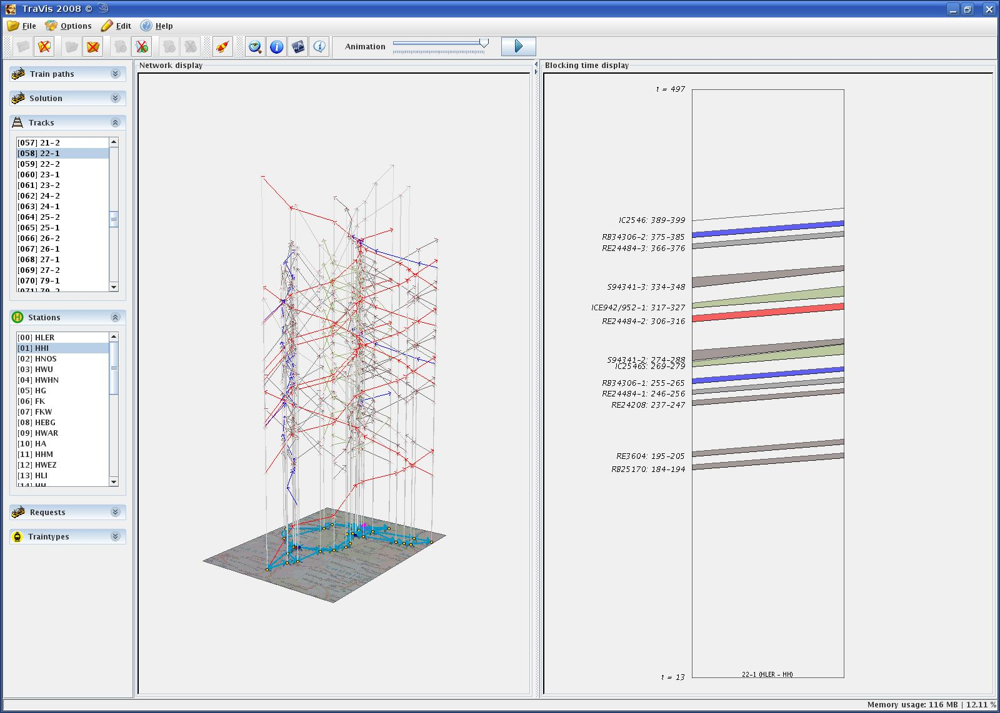 TraVis 2008 ©
File Options Edit Help
Animation
Train paths
Solution
Tracks
[057] 21-2
[058] 22-1
[059] 22-2
[060] 23-1
[061] 23-2
[062] 24-2
[063] 24-1
[064] 25-2
[065] 25-1
[066] 26-2
[067] 26-1
[068] 27-1
[069] 27-2
[070] 79-1
[071] 79-2
Stations
[00] HLER
[01] HHI
[02] HNOS
[03] HWU
[04] HWHN
[05] HG
[06] FK
[07] FKW
[08] HEBG
[09] HWAR
[10] HA
[11] HHM
[12] HWEZ
[13] HLI
[14] HH
Requests
Traintypes
Network display
Blocking time display
t = 497
IC2546: 389-399
RB34306-2: 375-385
RE24484-3: 366-376
S94341-3: 334-348
ICE942/952-1: 317-327
RE24484-2: 306-316
S94341-2: 274-288
IC2546S: 269-279
RB34306-1: 255-265
RE24484-1: 246-256
RE24208: 237-247
RE3604: 195-205
RB25170: 184-194
t = 13
22-1 (HLER - HH)
Memory usage: 116 MB | 12.11 %